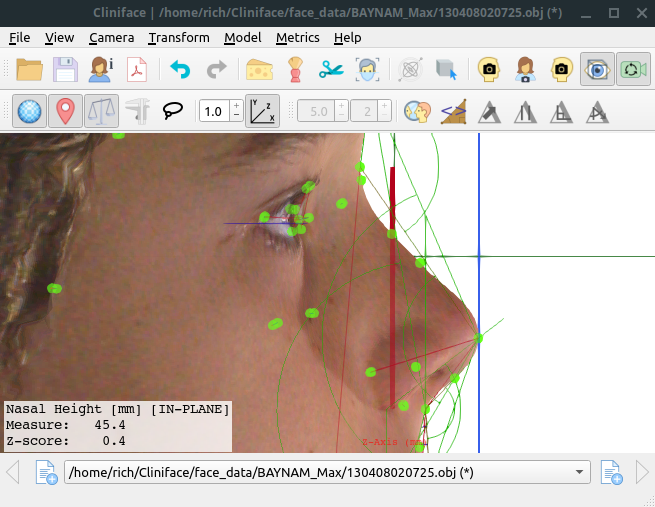 Cliniface | /home/rich/Cliniface/face_data/BAYNAM_Max/130408020725.obj (*)
File View Camera Transform Model Metrics Help
1.0 Y Z X 5.0 2
Nasal Height [mm] [IN-PLANE]
Measure: 45.4
Z-score: 0.4
Z-Axis (mm)
/home/rich/Cliniface/face_data/BAYNAM_Max/130408020725.obj (*)